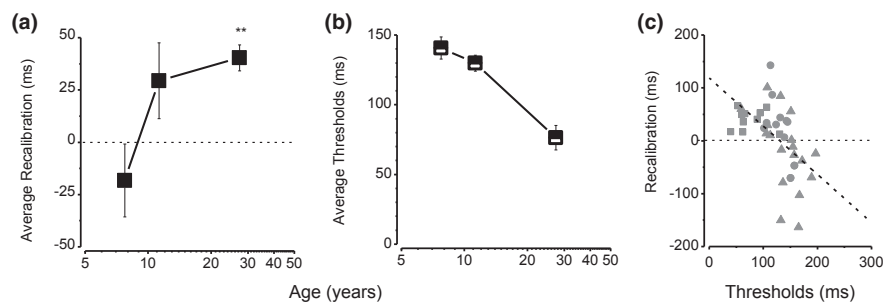 (a)
Average Recalibration (ms)
50
25
0
-25
-50
**
5 10 20 30 40 50
(b)
Average Thresholds (ms)
150
100
50
0
5 10 20 30 40 50
Age (years)
(c)
Recalibration (ms)
200
100
0
-100
-200
0 100 200 300
Thresholds (ms)